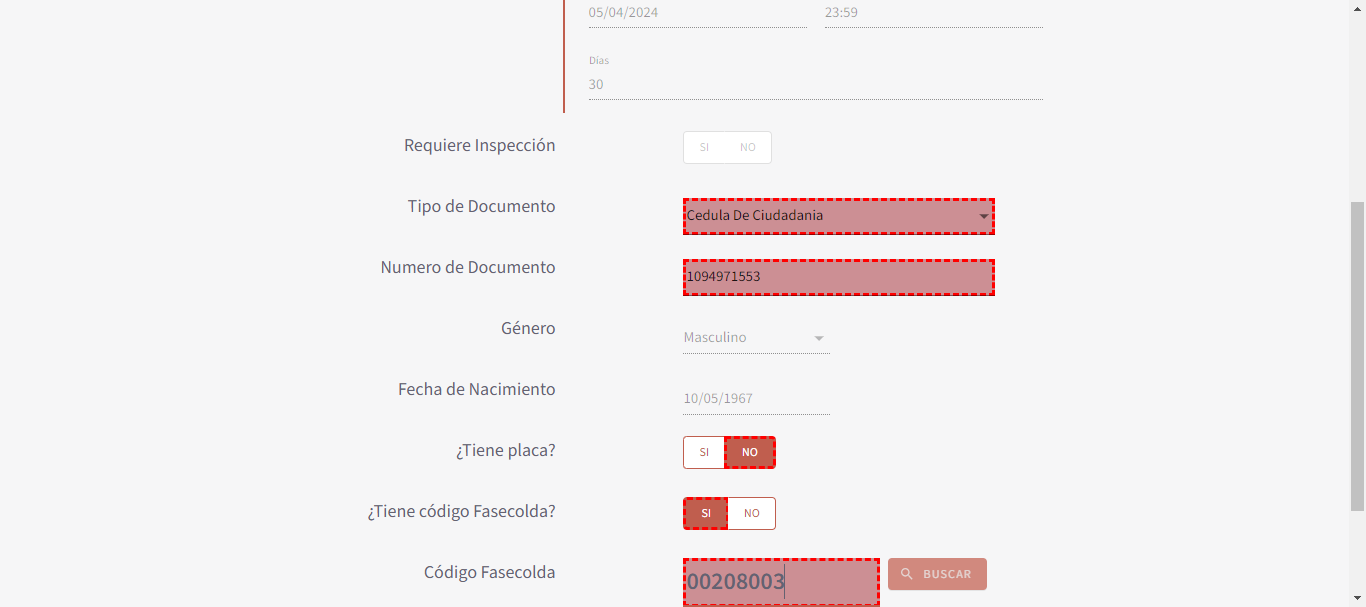 05/04/2024 23:59
Días
30
Requiere Inspección SI NO
Tipo de Documento Cedula De Ciudadania
Numero de Documento 1094971553
Género Masculino
Fecha de Nacimiento 10/05/1967
¿Tiene placa? SI NO
¿Tiene código Fasecolda? SI NO
Código Fasecolda 00208003 BUSCAR